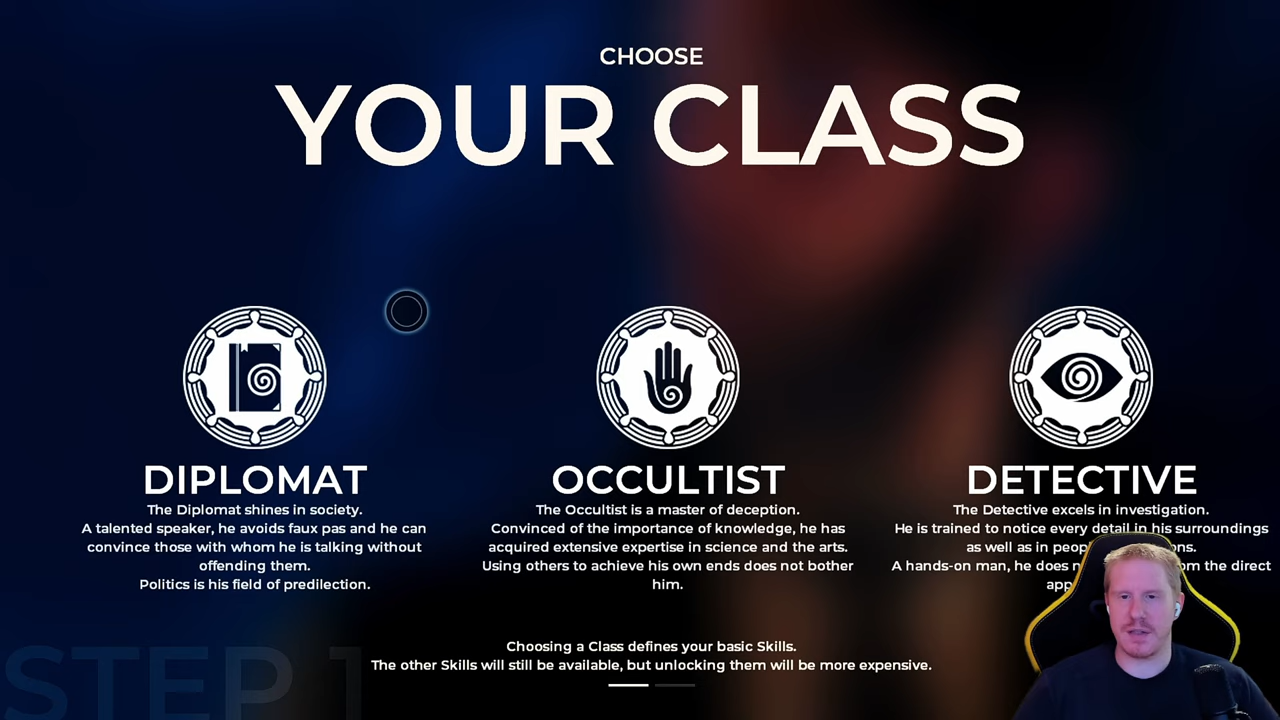 CHOOSE
YOUR CLASS
DIPLOMAT
The Diplomat shines in society.
A talented speaker, he avoids faux pas and he can
convince those with whom he is talking without
offending them.
Politics is his field of predilection.
OCCULTIST
The Occultist is a master of deception.
Convinced of the importance of knowledge, he has
acquired extensive expertise in science and the arts.
Using others to achieve his own ends does not bother
him.
DETECTIVE
The Detective excels in investigation.
He is trained to notice every detail in his surroundings
as well as in
A hands-on man, he does the direct
Choosing a Class defines your basic Skills.
The other Skills will still be available, but unlocking them will be more expensive.
STEP 1